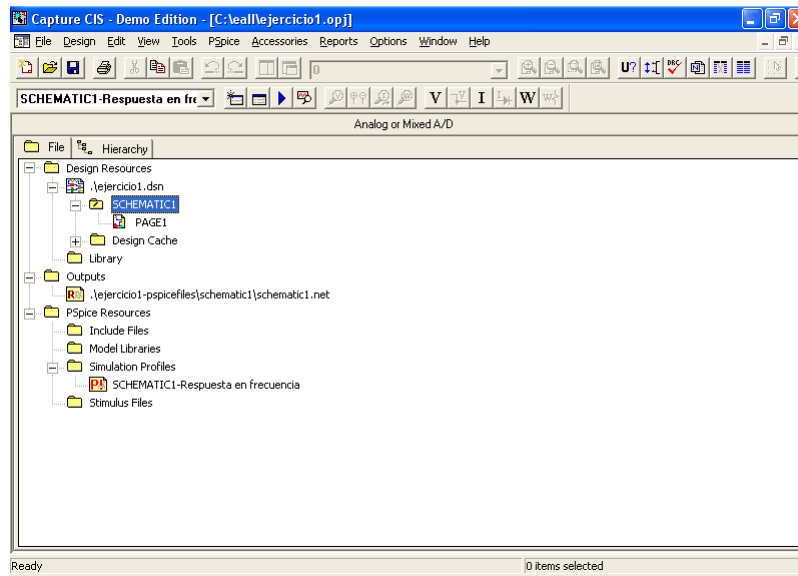 Capture CIS - Demo Edition - [C:\eall\ejercicio1.opj]
File Design Edit View Tools PSpice Accessories Reports Options Window Help
0
U?
DRC
SCHEMATIC1-Respuesta en fre
V I W
Analog or Mixed A/D
File Hierarchy
Design Resources
.\ejercicio1.dsn
SCHEMATIC1
PAGE1
Design Cache
Library
Outputs
.\ejercicio1-pspicefiles\schematic1\schematic1.net
PSpice Resources
Include Files
Model Libraries
Simulation Profiles
SCHEMATIC1-Respuesta en frecuencia
Stimulus Files
Ready
0 items selected